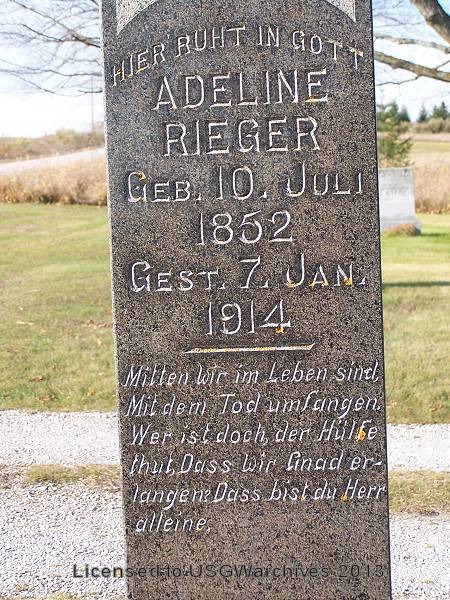 HIER RUHT IN GOTT
ADELINE
RIEGER
GEB. 10. JULI
1852
GEST. 7. JAN.
1914
Mitten wir im Leben sind,
Mit dem Tod umfangen.
Wer ist doch, der Hülfe
thut, Dass wir Gnad er-
langen? Dass bist du Herr
alleine.
Licensed to USGWarchives 2013